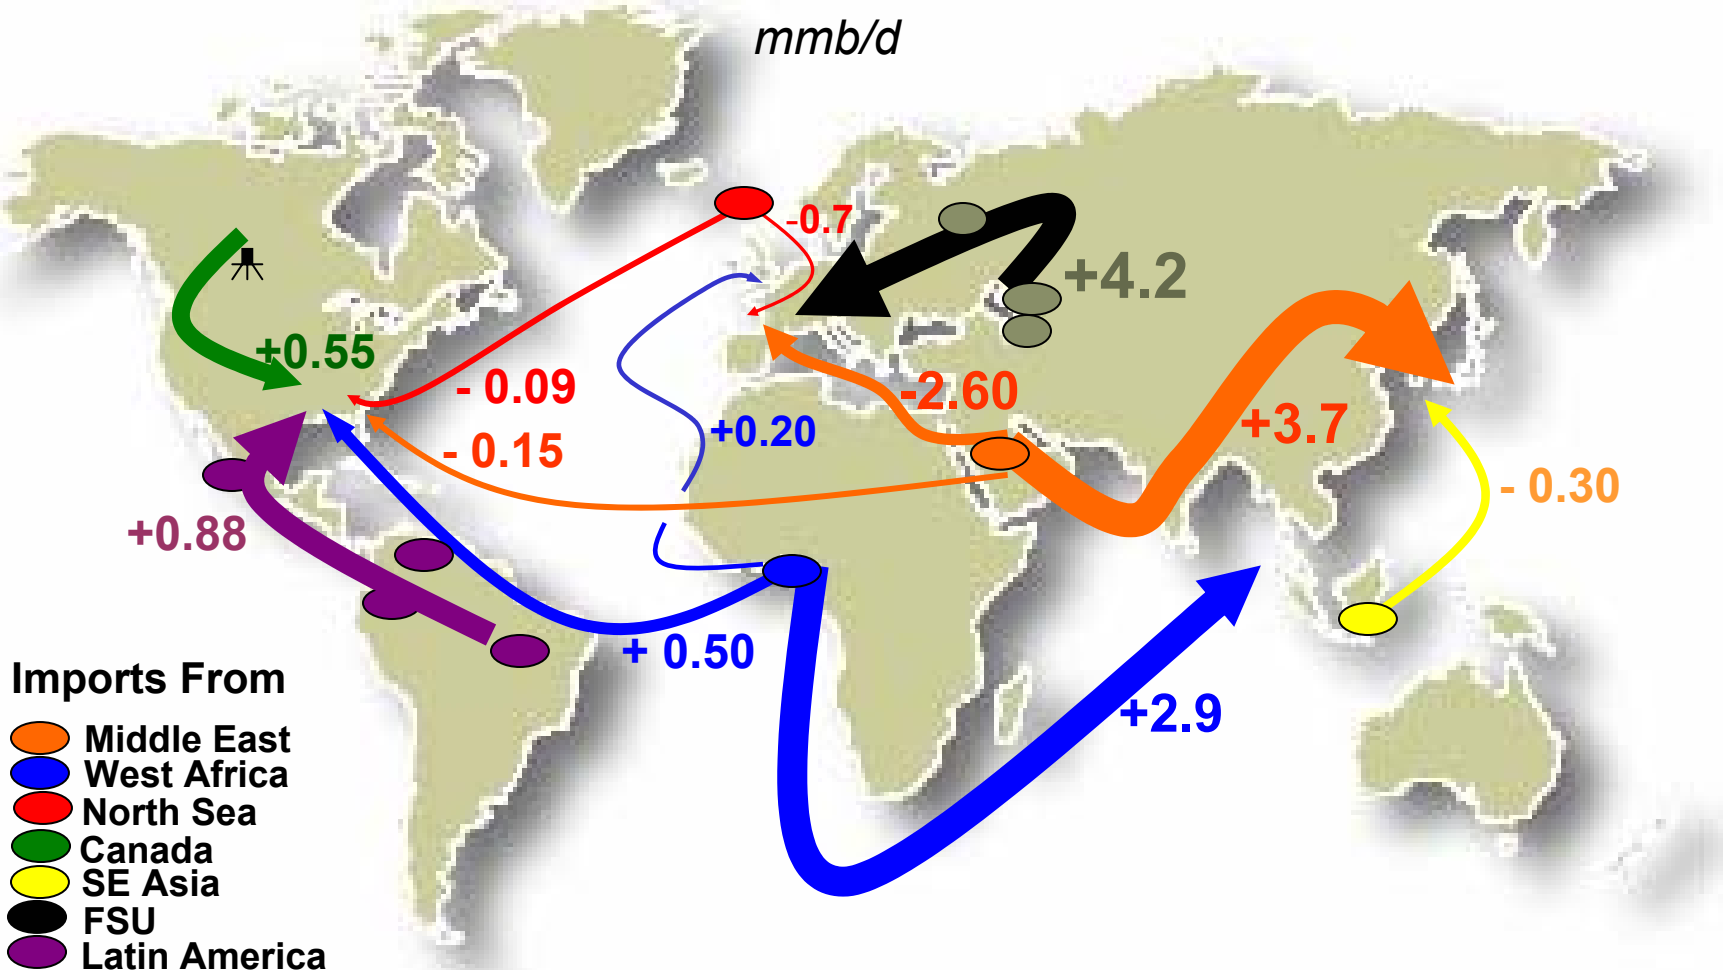 mmb/d
-0.7
+4.2
+0.55
- 0.09
-2.60
+3.7
+0.20
- 0.15
- 0.30
+0.88
+ 0.50
+2.9
Imports From
Middle East
West Africa
North Sea
Canada
SE Asia
FSU
Latin America